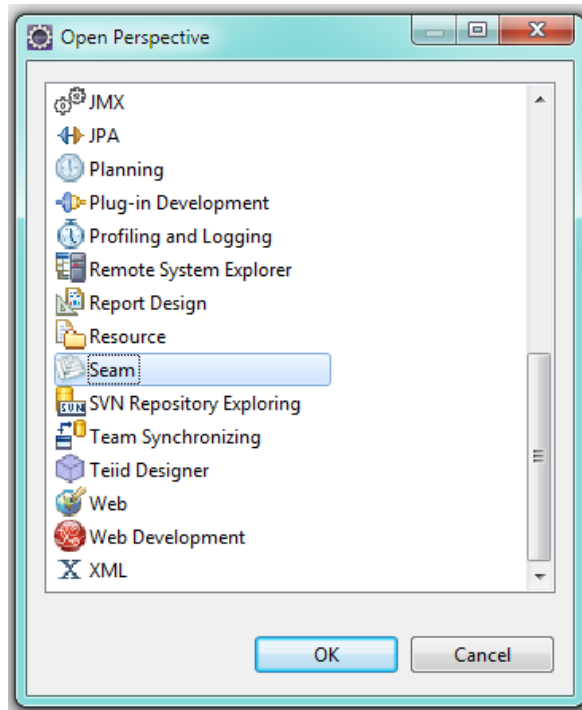 Open Perspective
JMX
JPA
Planning
Plug-in Development
Profiling and Logging
Remote System Explorer
Report Design
Resource
Seam
SVN Repository Exploring
Team Synchronizing
Teiid Designer
Web
Web Development
XML
OK Cancel